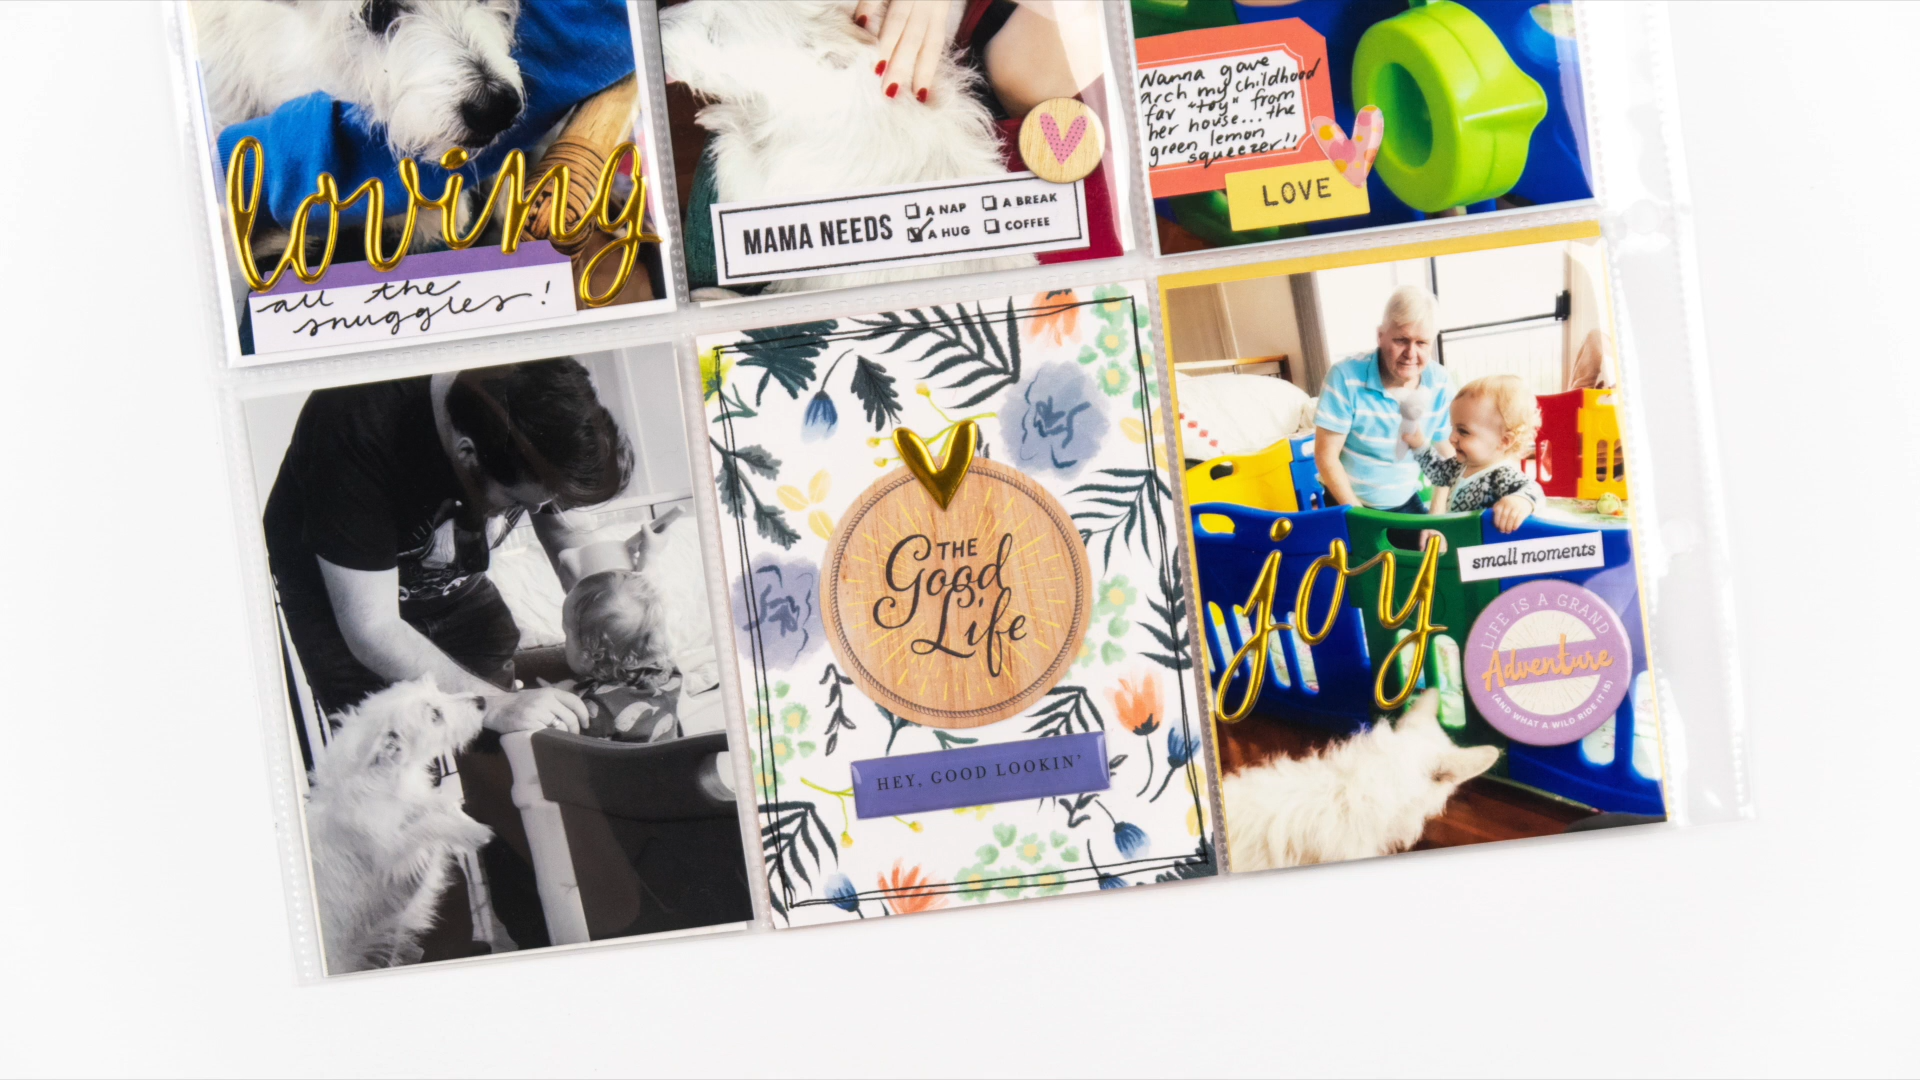 loving
all the
snuggles!
MAMA NEEDS
A NAP
A BREAK
A HUG
COFFEE
Nanna gave
Arch my childhood
fav "toy" from
her house... the
green lemon
squeezer!!
LOVE
THE
Good
Life
HEY, GOOD LOOKIN'
joy
small moments
LIFE IS A GRAND
Adventure
(AND WHAT A WILD RIDE IT IS)